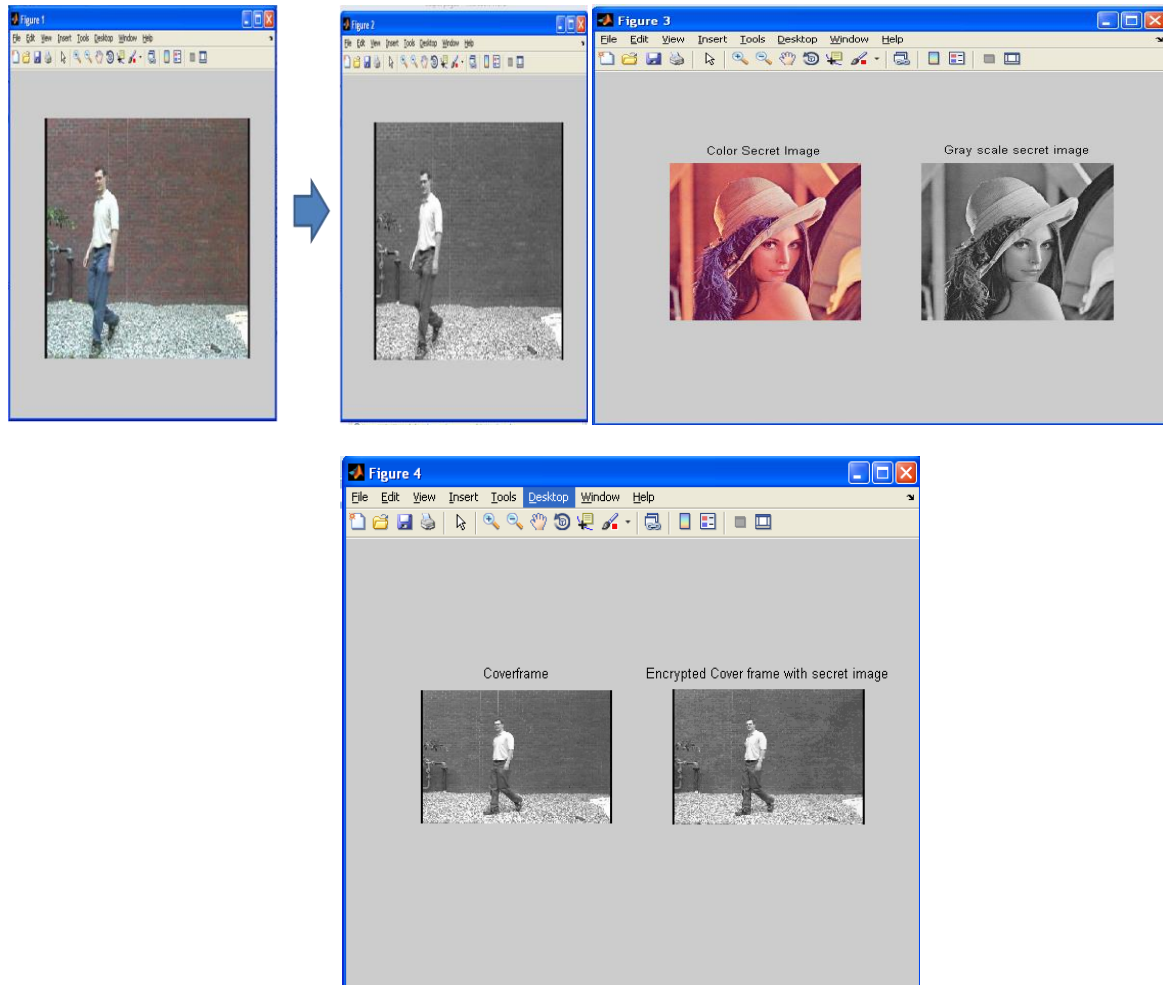 Figure 1
File Edit View Insert Tools Desktop Window Help
Figure 2
File Edit View Insert Tools Desktop Window Help
Figure 3
File Edit View Insert Tools Desktop Window Help
Color Secret Image
Gray scale secret image
Figure 4
File Edit View Insert Tools Desktop Window Help
Coverframe
Encrypted Cover frame with secret image